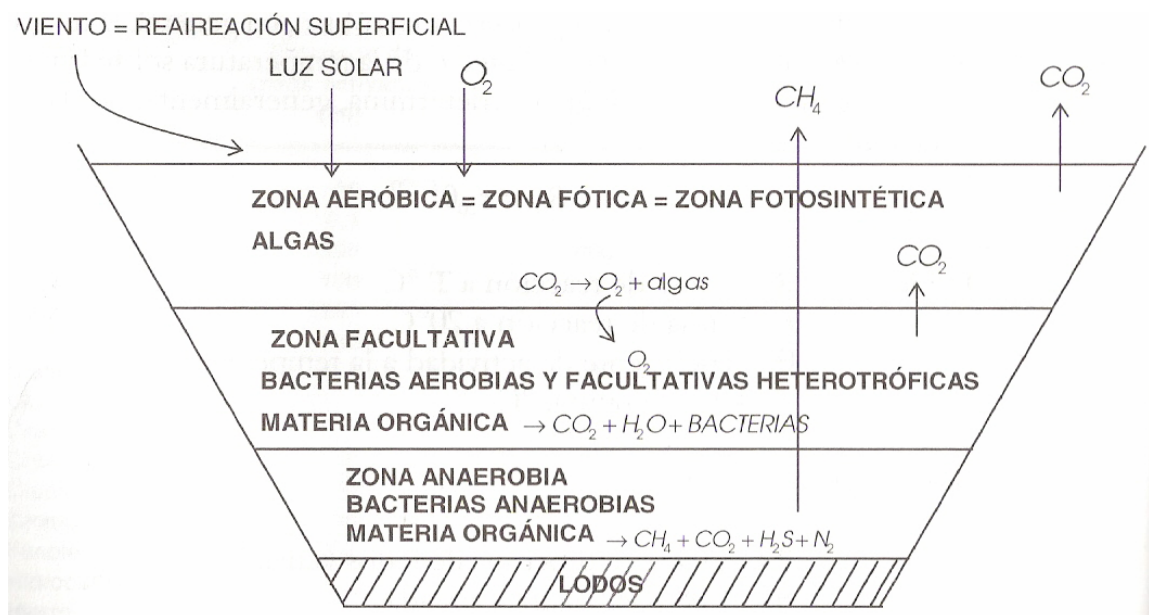 VIENTO = REAIREACIÓN SUPERFICIAL
LUZ SOLAR
O₂
CH₄
CO₂
ZONA AERÓBICA = ZONA FÓTICA = ZONA FOTOSINTÉTICA
ALGAS
CO₂
CO₂ → O₂ + algas
ZONA FACULTATIVA
O₂
BACTERIAS AEROBIAS Y FACULTATIVAS HETEROTRÓFICAS
MATERIA ORGÁNICA → CO₂ + H₂O + BACTERIAS
ZONA ANAEROBIA
BACTERIAS ANAEROBIAS
MATERIA ORGÁNICA → CH₄ + CO₂ + H₂S + N₂
LODOS